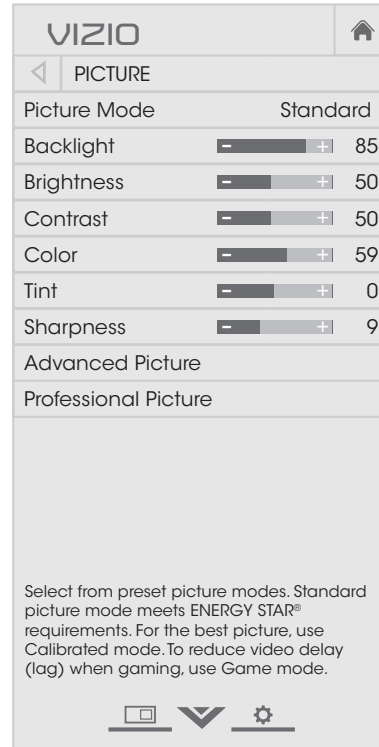 VIZIO
PICTURE
Picture Mode Standard
Backlight - + 85
Brightness - + 50
Contrast - + 50
Color - + 59
Tint - + 0
Sharpness - + 9
Advanced Picture
Professional Picture
Select from preset picture modes. Standard
picture mode meets ENERGY STAR®
requirements. For the best picture, use
Calibrated mode. To reduce video delay
(lag) when gaming, use Game mode.